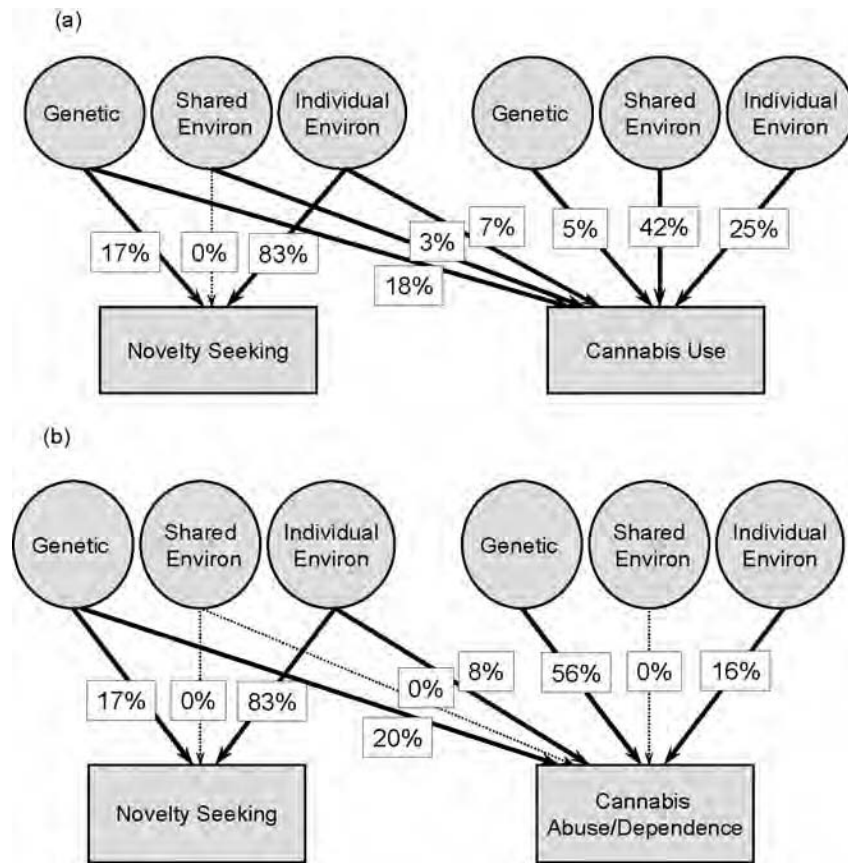 (a)
Genetic
Shared
Environ
Individual
Environ
Genetic
Shared
Environ
Individual
Environ
17%
0%
83%
3%
7%
18%
5%
42%
25%
Novelty Seeking
Cannabis Use
(b)
Genetic
Shared
Environ
Individual
Environ
Genetic
Shared
Environ
Individual
Environ
17%
0%
83%
0%
8%
20%
56%
0%
16%
Novelty Seeking
Cannabis
Abuse/Dependence